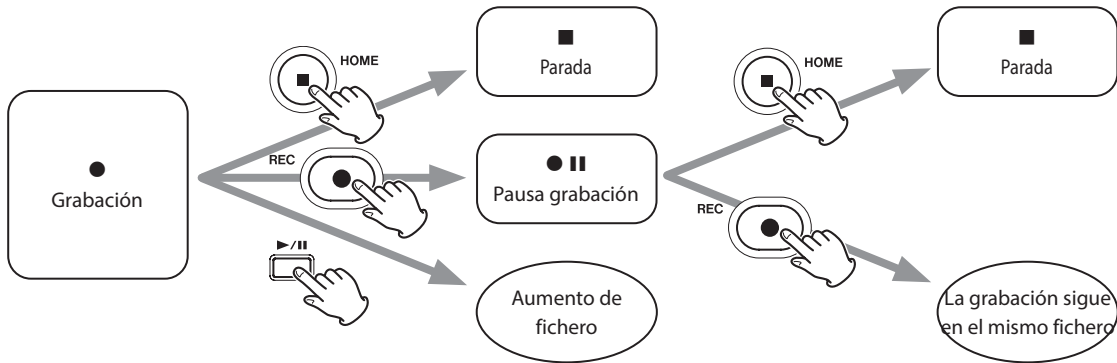 ●
Grabación
HOME
■
Parada
REC
● II
Pausa grabación
►/II
Aumento de
fichero
HOME
■
Parada
REC
La grabación sigue
en el mismo fichero